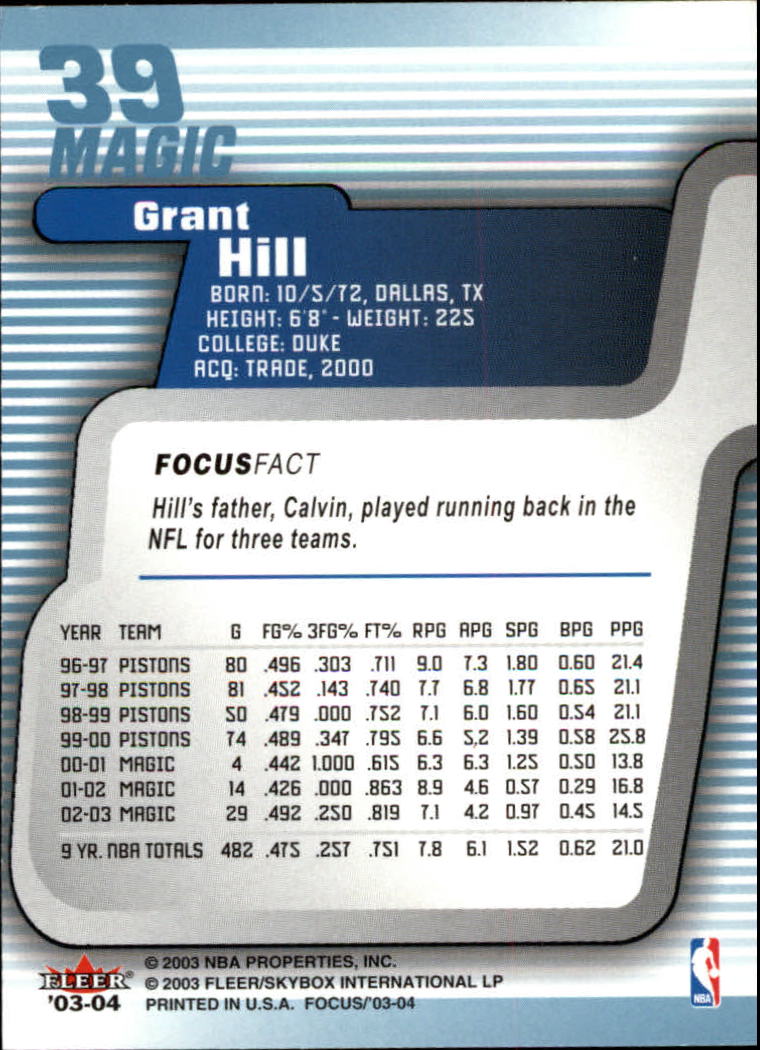 39
MAGIC
Grant
Hill
BORN: 10/5/72, DALLAS, TX
HEIGHT: 6'8" - WEIGHT: 225
COLLEGE: DUKE
ACQ: TRADE, 2000
FOCUSFACT
Hill's father, Calvin, played running back in the
NFL for three teams.
YEAR TEAM G FG% 3FG% FT% RPG APG SPG BPG PPG
96-97 PISTONS 80 .496 .303 .711 9.0 7.3 1.80 0.60 21.4
97-98 PISTONS 81 .452 .143 .740 7.7 6.8 1.77 0.65 21.1
98-99 PISTONS 50 .479 .000 .752 7.1 6.0 1.60 0.54 21.1
99-00 PISTONS 74 .489 .347 .795 6.6 5.2 1.39 0.58 25.8
00-01 MAGIC 4 .442 1.000 .615 6.3 6.3 1.25 0.50 13.8
01-02 MAGIC 14 .426 .000 .863 8.9 4.6 0.57 0.29 16.8
02-03 MAGIC 29 .492 .250 .819 7.1 4.2 0.97 0.45 14.5
9 YR. NBA TOTALS 482 .475 .257 .751 7.8 6.1 1.52 0.62 21.0
FLEER®
'03-04
© 2003 NBA PROPERTIES, INC.
© 2003 FLEER/SKYBOX INTERNATIONAL LP
PRINTED IN U.S.A. FOCUS/'03-04
NBA